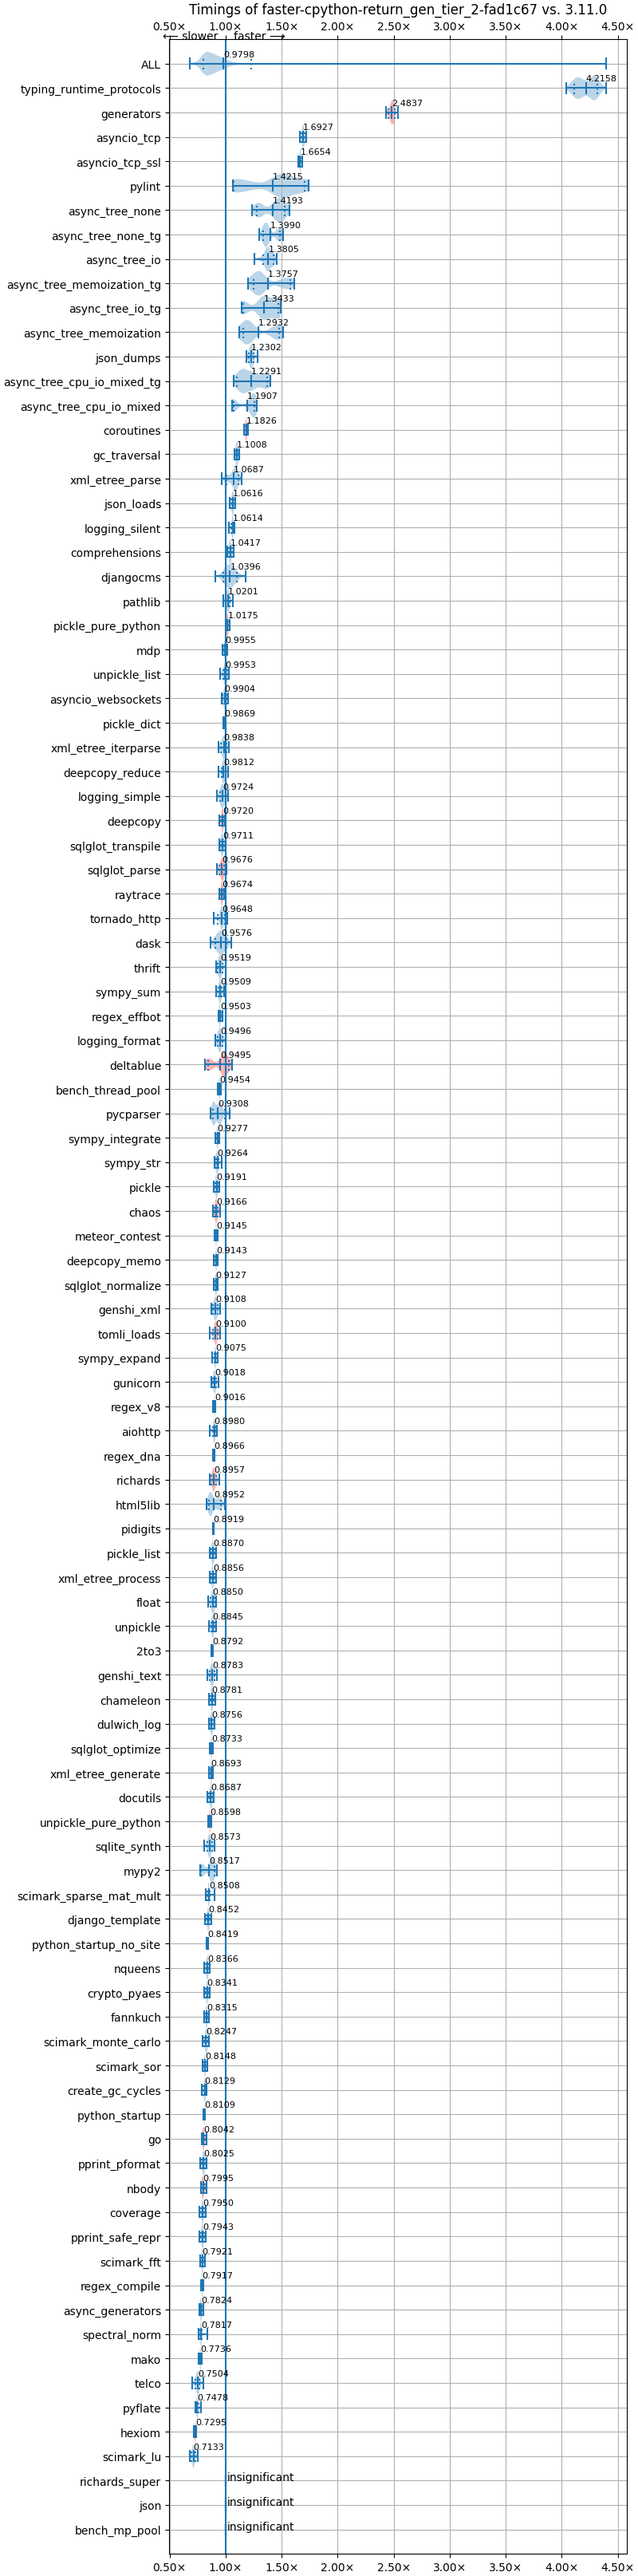 Timings of faster-cpython-return_gen_tier_2-fad1c67 vs. 3.11.0
0.50× 1.00× 1.50× 2.00× 2.50× 3.00× 3.50× 4.00× 4.50×
⟵ slower faster ⟶
ALL 0.9798
typing_runtime_protocols 4.2158
generators 2.4837
asyncio_tcp 1.6927
asyncio_tcp_ssl 1.6654
pylint 1.4215
async_tree_none 1.4193
async_tree_none_tg 1.3990
async_tree_io 1.3805
async_tree_memoization_tg 1.3757
async_tree_io_tg 1.3433
async_tree_memoization 1.2932
json_dumps 1.2302
async_tree_cpu_io_mixed_tg 1.2291
async_tree_cpu_io_mixed 1.1907
coroutines 1.1826
gc_traversal 1.1008
xml_etree_parse 1.0687
json_loads 1.0616
logging_silent 1.0614
comprehensions 1.0417
djangocms 1.0396
pathlib 1.0201
pickle_pure_python 1.0175
mdp 0.9955
unpickle_list 0.9953
asyncio_websockets 0.9904
pickle_dict 0.9869
xml_etree_iterparse 0.9838
deepcopy_reduce 0.9812
logging_simple 0.9724
deepcopy 0.9720
sqlglot_transpile 0.9711
sqlglot_parse 0.9676
raytrace 0.9674
tornado_http 0.9648
dask 0.9576
thrift 0.9519
sympy_sum 0.9509
regex_effbot 0.9503
logging_format 0.9496
deltablue 0.9495
bench_thread_pool 0.9454
pycparser 0.9308
sympy_integrate 0.9277
sympy_str 0.9264
pickle 0.9191
chaos 0.9166
meteor_contest 0.9145
deepcopy_memo 0.9143
sqlglot_normalize 0.9127
genshi_xml 0.9108
tomli_loads 0.9100
sympy_expand 0.9075
gunicorn 0.9018
regex_v8 0.9016
aiohttp 0.8980
regex_dna 0.8966
richards 0.8957
html5lib 0.8952
pidigits 0.8919
pickle_list 0.8870
xml_etree_process 0.8856
float 0.8850
unpickle 0.8845
2to3 0.8792
genshi_text 0.8783
chameleon 0.8781
dulwich_log 0.8756
sqlglot_optimize 0.8733
xml_etree_generate 0.8693
docutils 0.8687
unpickle_pure_python 0.8598
sqlite_synth 0.8573
mypy2 0.8517
scimark_sparse_mat_mult 0.8508
django_template 0.8452
python_startup_no_site 0.8419
nqueens 0.8366
crypto_pyaes 0.8341
fannkuch 0.8315
scimark_monte_carlo 0.8247
scimark_sor 0.8148
create_gc_cycles 0.8129
python_startup 0.8109
go 0.8042
pprint_pformat 0.8025
nbody 0.7995
coverage 0.7950
pprint_safe_repr 0.7943
scimark_fft 0.7921
regex_compile 0.7917
async_generators 0.7824
spectral_norm 0.7817
mako 0.7736
telco 0.7504
pyflate 0.7478
hexiom 0.7295
scimark_lu 0.7133
richards_super insignificant
json insignificant
bench_mp_pool insignificant
0.50× 1.00× 1.50× 2.00× 2.50× 3.00× 3.50× 4.00× 4.50×